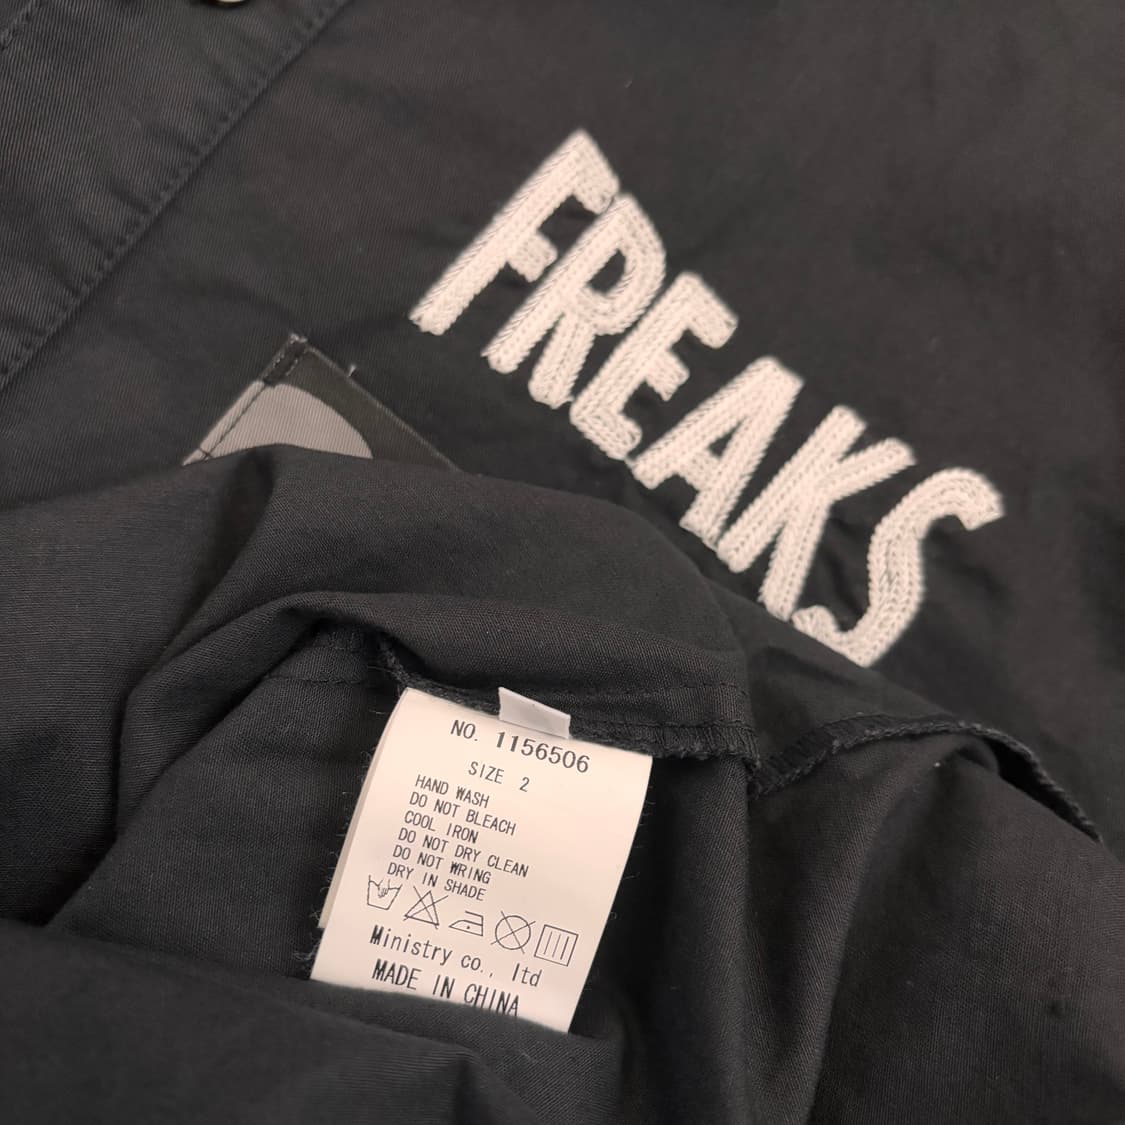 FREAKS
NO. 1156506
SIZE 2
HAND WASH
DO NOT BLEACH
COOL IRON
DO NOT DRY CLEAN
DO NOT WRING
DRY IN SHADE
Ministry co., ltd
MADE IN CHINA